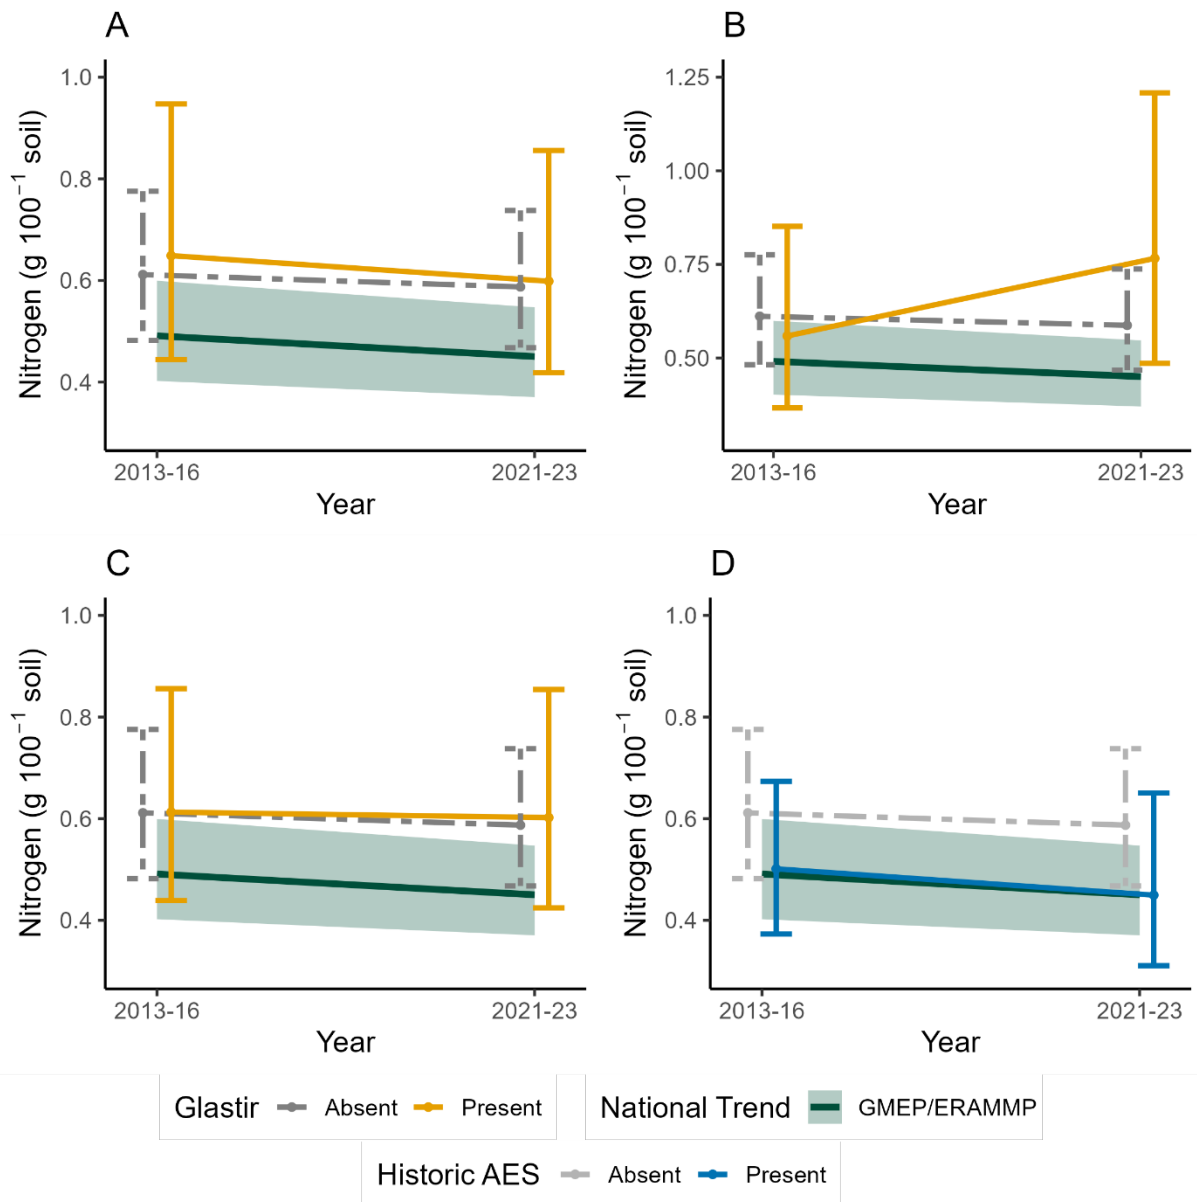 A
Nitrogen (g 100⁻¹ soil)
1.0
0.8
0.6
0.4
2013-16
2021-23
Year
B
Nitrogen (g 100⁻¹ soil)
1.25
1.00
0.75
0.50
2013-16
2021-23
Year
C
Nitrogen (g 100⁻¹ soil)
1.0
0.8
0.6
0.4
2013-16
2021-23
Year
D
Nitrogen (g 100⁻¹ soil)
1.0
0.8
0.6
0.4
2013-16
2021-23
Year
Glastir Absent Present
National Trend GMEP/ERAMMP
Historic AES Absent Present